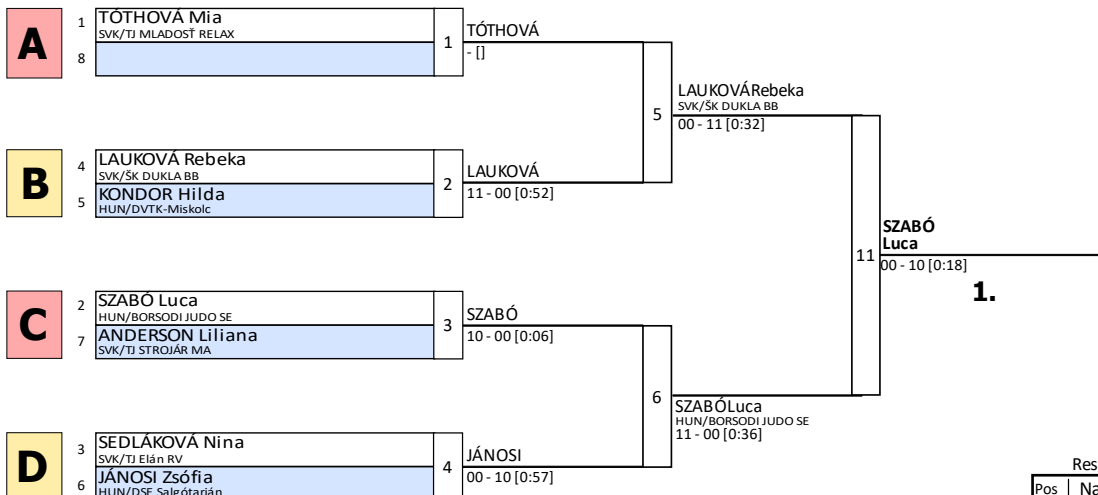 A
1 TÓTHOVÁ Mia
SVK/TJ MLADOSŤ RELAX
8
1
TÓTHOVÁ
- []
5
LAUKOVÁRebeka
SVK/ŠK DUKLA BB
00 - 11 [0:32]
B
4 LAUKOVÁ Rebeka
SVK/ŠK DUKLA BB
5 KONDOR Hilda
HUN/DVTK-Miskolc
2
LAUKOVÁ
11 - 00 [0:52]
11
SZABÓ
Luca
00 - 10 [0:18]
1.
C
2 SZABÓ Luca
HUN/BORSODI JUDO SE
7 ANDERSON Liliana
SVK/TJ STROJÁR MA
3
SZABÓ
10 - 00 [0:06]
6
SZABÓLuca
HUN/BORSODI JUDO SE
11 - 00 [0:36]
D
3 SEDLÁKOVÁ Nina
SVK/TJ Elán RV
6 JÁNOSI Zsófia
HUN/DSE Salgótarján
4
JÁNOSI
00 - 10 [0:57]
Res
Pos Na